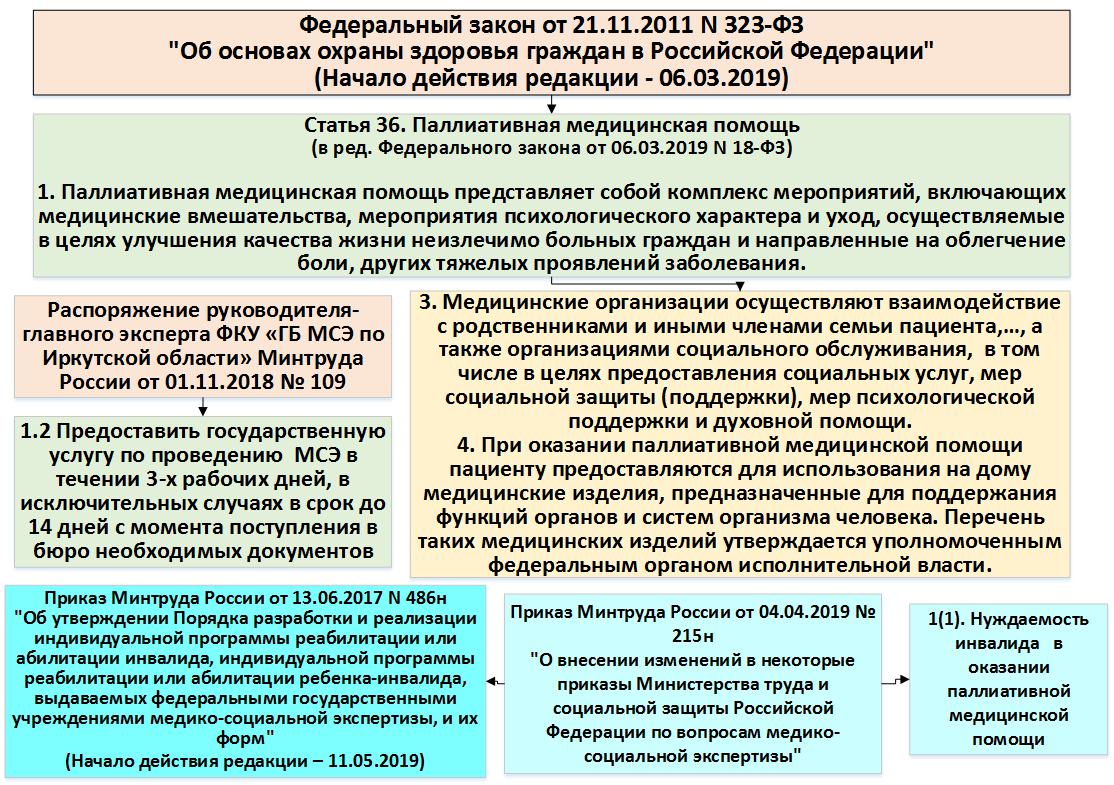 Федеральный закон от 21.11.2011 N 323-ФЗ
"Об основах охраны здоровья граждан в Российской Федерации"
(Начало действия редакции - 06.03.2019)
Статья 36. Паллиативная медицинская помощь
(в ред. Федерального закона от 06.03.2019 N 18-ФЗ)
1. Паллиативная медицинская помощь представляет собой комплекс мероприятий, включающих
медицинские вмешательства, мероприятия психологического характера и уход, осуществляемые
в целях улучшения качества жизни неизлечимо больных граждан и направленные на облегчение
боли, других тяжелых проявлений заболевания.
Распоряжение руководителя-
главного эксперта ФКУ «ГБ МСЭ по
Иркутской области» Минтруда
России от 01.11.2018 № 109
1.2 Предоставить государственную
услугу по проведению МСЭ в
течении 3-х рабочих дней, в
исключительных случаях в срок до
14 дней с момента поступления в
бюро необходимых документов
3. Медицинские организации осуществляют взаимодействие
с родственниками и иными членами семьи пациента,..., а
также организациями социального обслуживания, в том
числе в целях предоставления социальных услуг, мер
социальной защиты (поддержки), мер психологической
поддержки и духовной помощи.
4. При оказании паллиативной медицинской помощи
пациенту предоставляются для использования на дому
медицинские изделия, предназначенные для поддержания
функций органов и систем организма человека. Перечень
таких медицинских изделий утверждается уполномоченным
федеральным органом исполнительной власти.
Приказ Минтруда России от 13.06.2017 N 486н
"Об утверждении Порядка разработки и реализации
индивидуальной программы реабилитации или
абилитации инвалида, индивидуальной программы
реабилитации или абилитации ребенка-инвалида,
выдаваемых федеральными государственными
учреждениями медико-социальной экспертизы, и их
форм"
(Начало действия редакции – 11.05.2019)
Приказ Минтруда России от 04.04.2019 №
215н
"О внесении изменений в некоторые
приказы Министерства труда и
социальной защиты Российской
Федерации по вопросам медико-
социальной экспертизы"
1(1). Нуждаемость
инвалида в
оказании
паллиативной
медицинской
помощи